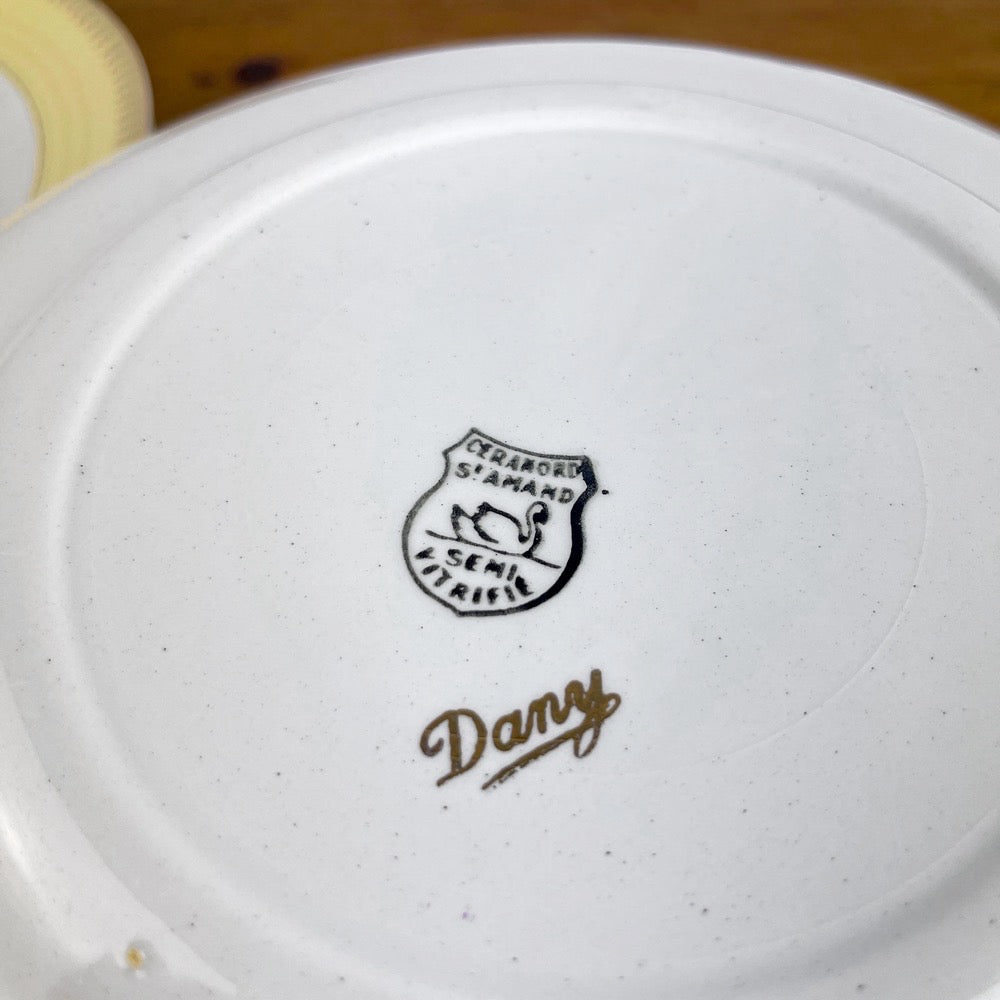 CERANORD
St AMAND
SEMI
VITRIFIE
Dany